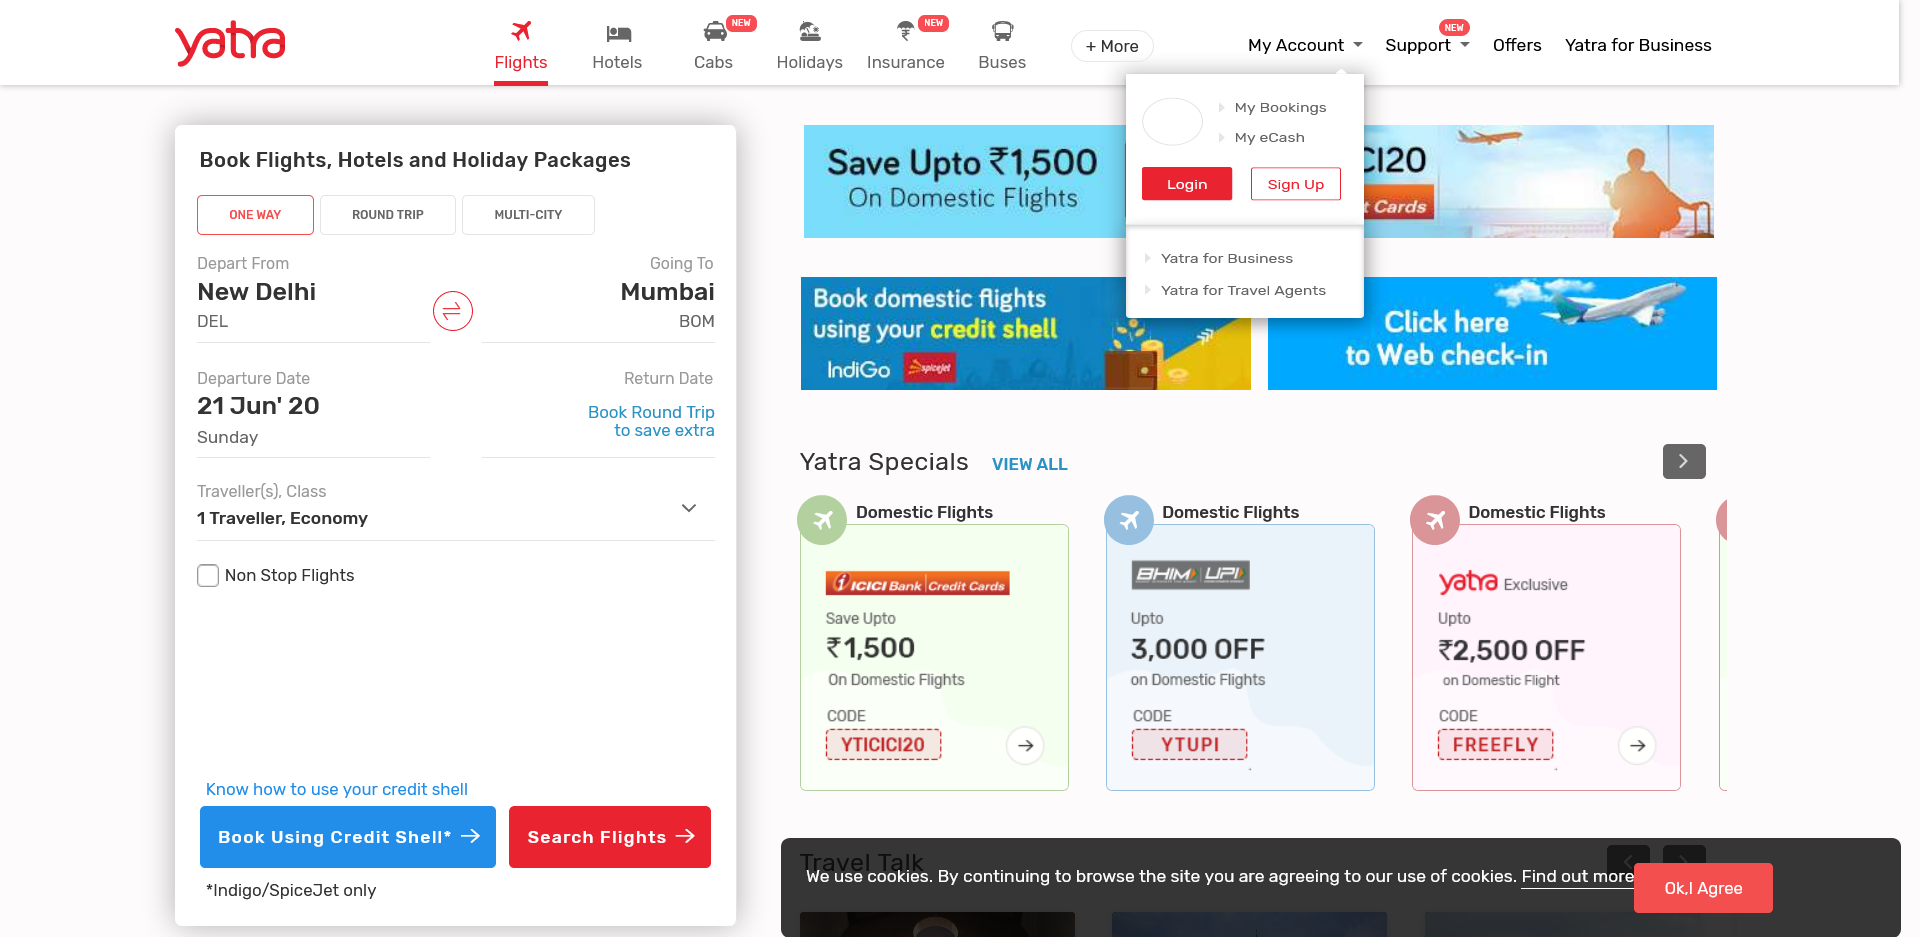 yatra
NEW
NEW
NEW
Flights
Hotels
Cabs
Holidays
Insurance
Buses
+ More
My Account
Support
Offers
Yatra for Business
My Bookings
My eCash
Login
Sign Up
Yatra for Business
Yatra for Travel Agents
Book Flights, Hotels and Holiday Packages
ONE WAY
ROUND TRIP
MULTI-CITY
Depart From
Going To
New Delhi
Mumbai
DEL
BOM
Departure Date
Return Date
21 Jun' 20
Book Round Trip
to save extra
Sunday
Traveller(s), Class
1 Traveller, Economy
Non Stop Flights
Know how to use your credit shell
Book Using Credit Shell*
Search Flights
*Indigo/SpiceJet only
Save Upto ₹1,500
On Domestic Flights
CI20
t Cards
Book domestic flights
using your credit shell
IndiGo
spicejet
Click here
to Web check-in
Yatra Specials
VIEW ALL
Domestic Flights
ICICI Bank Credit Cards
Save Upto
₹1,500
On Domestic Flights
CODE
YTICICI20
Domestic Flights
BHIM UPI
Upto
3,000 OFF
on Domestic Flights
CODE
YTUPI
Domestic Flights
yatra Exclusive
Upto
₹2,500 OFF
on Domestic Flight
CODE
FREEFLY
Travel Talk
We use cookies. By continuing to browse the site you are agreeing to our use of cookies. Find out more
Ok,I Agree